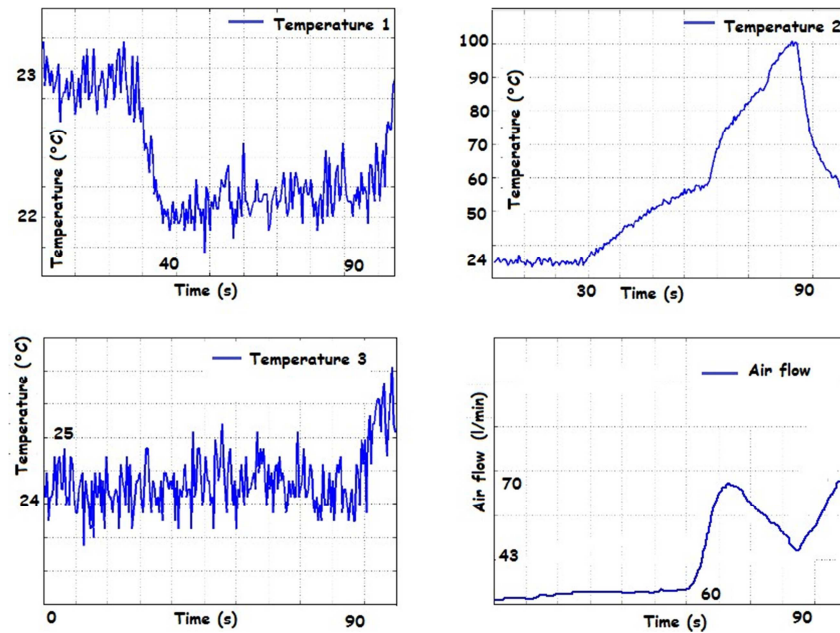 Temperature 1
23
22
Temperature (°C)
40
90
Time (s)
Temperature 2
100
90
80
70
60
50
24
Temperature (°C)
30
90
Time (s)
Temperature 3
25
24
Temperature (°C)
0
90
Time (s)
Air flow
70
43
Air flow (l/min)
60
90
Time (s)